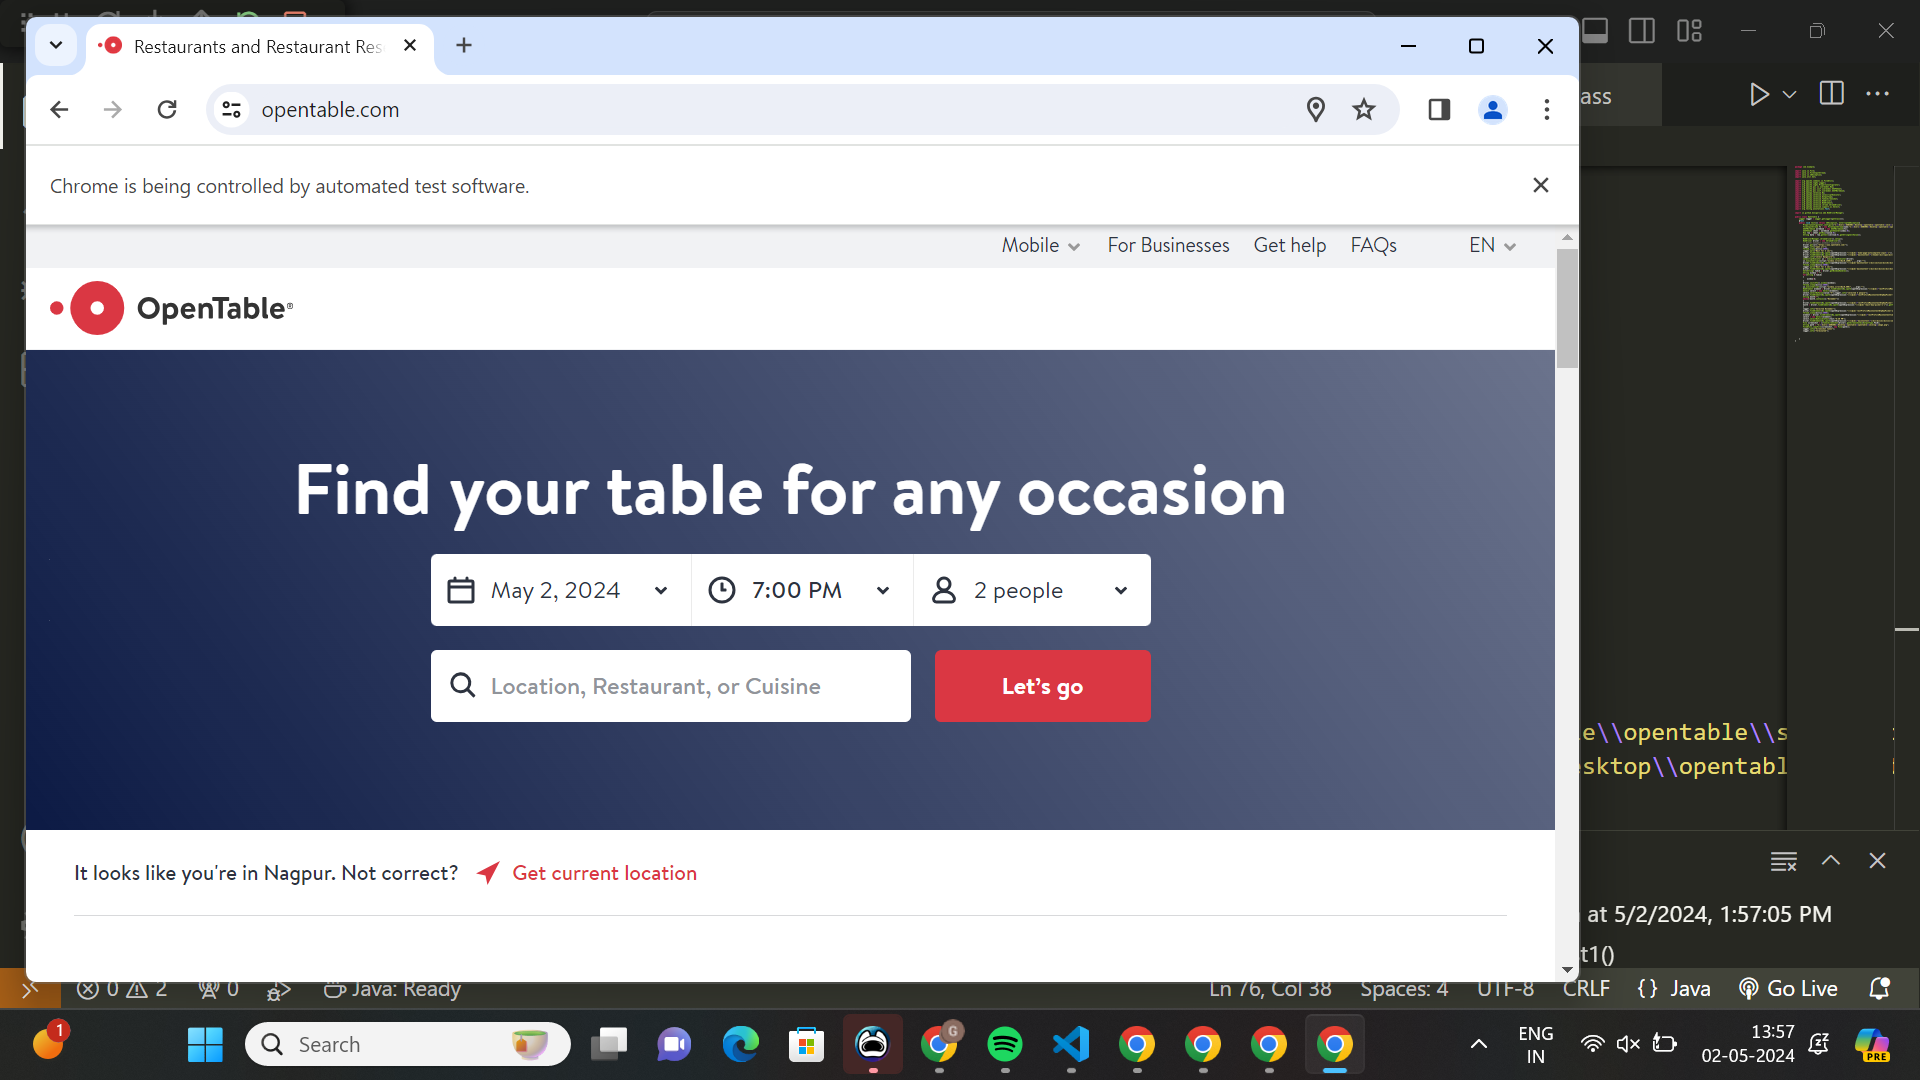 Restaurants and Restaurant Res
ass
opentable.com
Chrome is being controlled by automated test software.
Mobile For Businesses Get help FAQs EN
OpenTable®
Find your table for any occasion
May 2, 2024 7:00 PM 2 people
Location, Restaurant, or Cuisine Let's go
e\\opentable\\s
sktop\\opentabl
It looks like you're in Nagpur. Not correct? Get current location
at 5/2/2024, 1:57:05 PM
t1()
0 2 0 Java: Ready Ln 76, Col 38 Spaces: 4 UTF-8 CRLF {} Java Go Live
1 Search G ENG 13:57
IN 02-05-2024 PRE